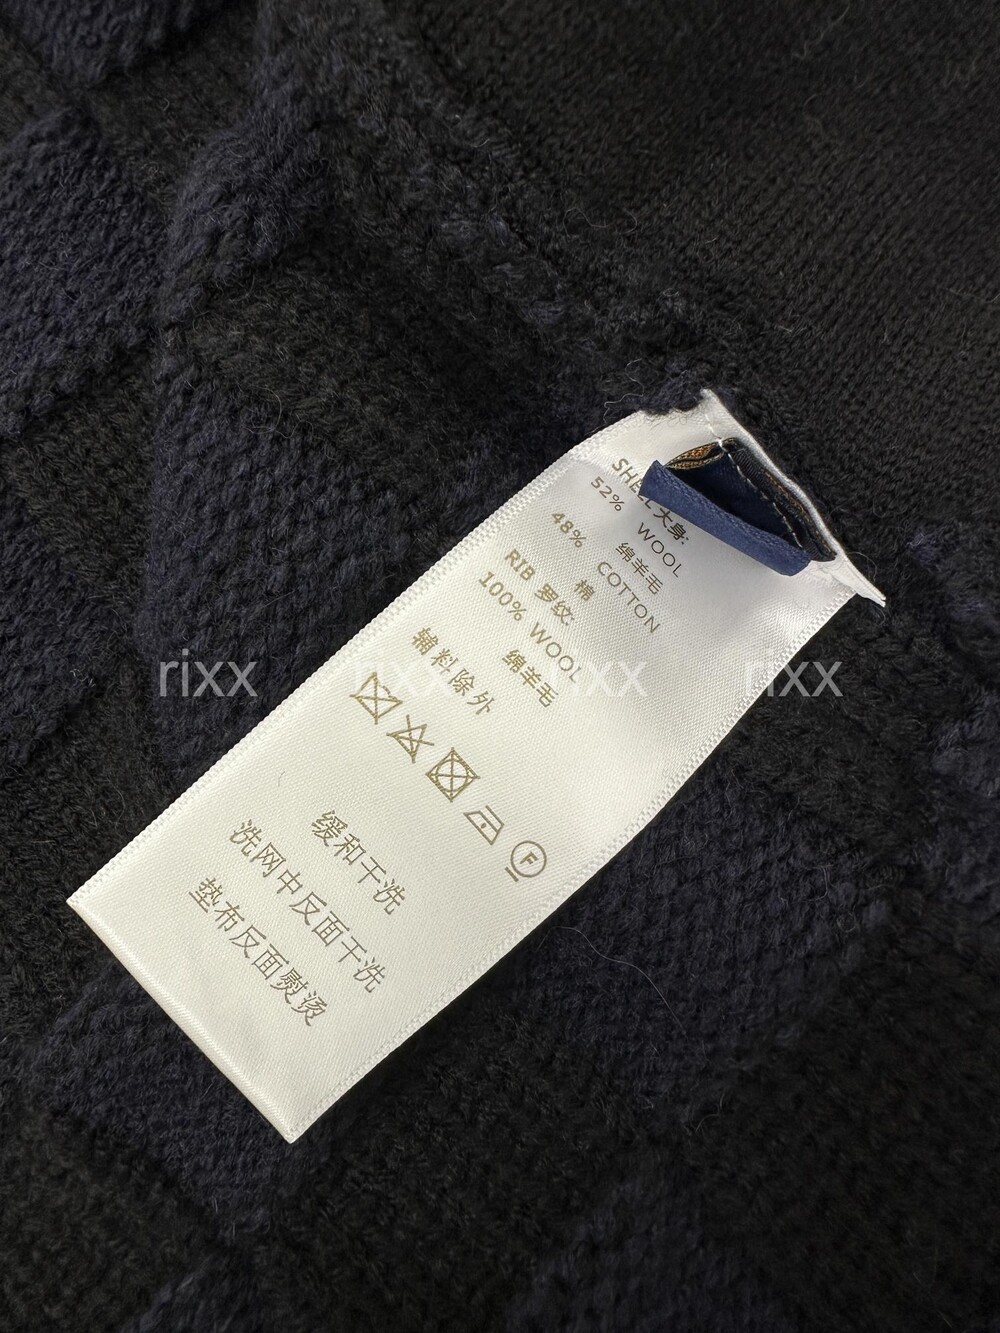 SHELL 大身:
52% WOOL
绵羊毛
48% COTTON
棉
RIB 罗纹:
100% WOOL
绵羊毛
辅料除外
F
缓和干洗
洗网中反面干洗
垫布反面熨烫
rixx rixx rixx rixx